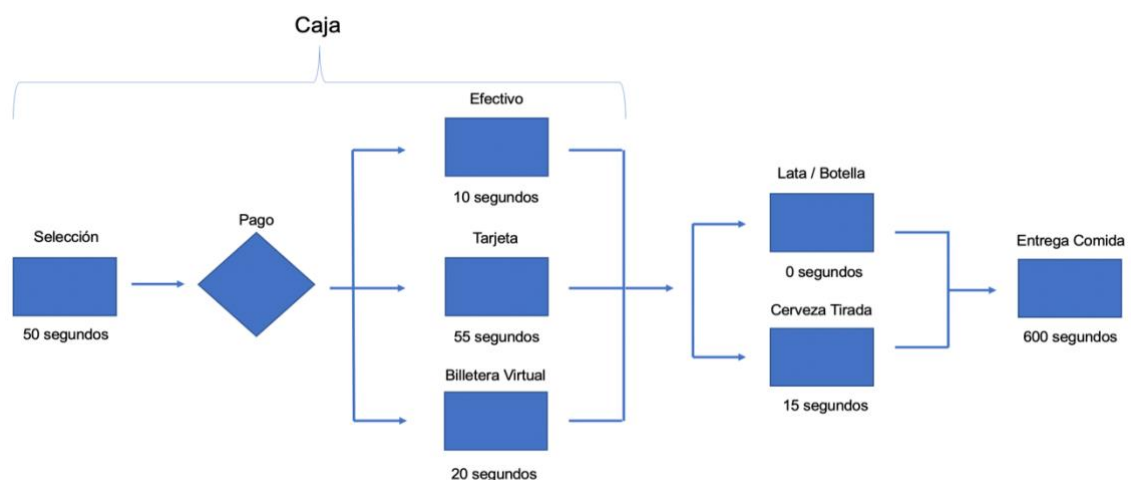 Caja
Efectivo
10 segundos
Lata / Botella
Pago
Selección
Tarjeta
Entrega Comida
0 segundos
Cerveza Tirada
50 segundos
55 segundos
600 segundos
Billetera Virtual
15 segundos
20 segundos